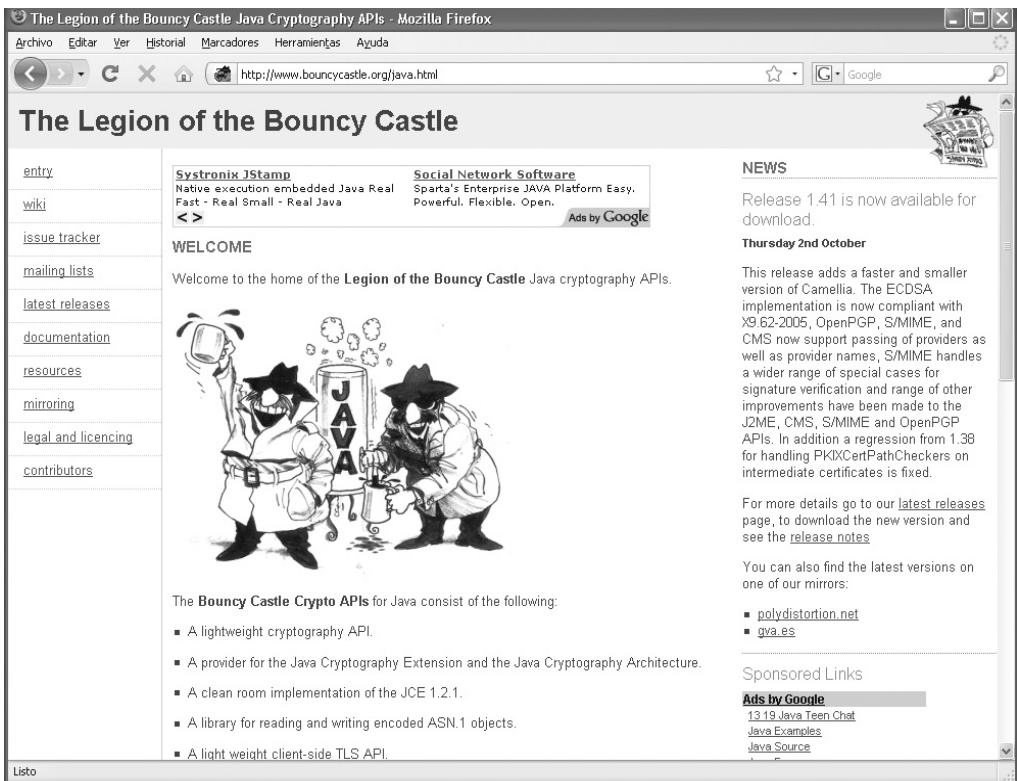 The Legion of the Bouncy Castle Java Cryptography APIs - Mozilla Firefox
Archivo Editar Ver Historial Marcadores Herramientas Ayuda
http://www.bouncycastle.org/java.html
G Google
The Legion of the Bouncy Castle
entry
wiki
issue tracker
mailing lists
latest releases
documentation
resources
mirroring
legal and licencing
contributors
Systronix JStamp
Native execution embedded Java Real
Fast - Real Small - Real Java
Social Network Software
Sparta's Enterprise JAVA Platform Easy.
Powerful. Flexible. Open.
< >
Ads by Google
WELCOME
Welcome to the home of the Legion of the Bouncy Castle Java cryptography APIs.
JAVA
The Bouncy Castle Crypto APIs for Java consist of the following:
▪ A lightweight cryptography API.
▪ A provider for the Java Cryptography Extension and the Java Cryptography Architecture.
▪ A clean room implementation of the JCE 1.2.1.
▪ A library for reading and writing encoded ASN.1 objects.
▪ A light weight client-side TLS API.
NEWS
Release 1.41 is now available for
download.
Thursday 2nd October
This release adds a faster and smaller
version of Camellia. The ECDSA
implementation is now compliant with
X9.62-2005, OpenPGP, S/MIME, and
CMS now support passing of providers as
well as provider names, S/MIME handles
a wider range of special cases for
signature verification and range of other
improvements have been made to the
J2ME, CMS, S/MIME and OpenPGP
APIs. In addition a regression from 1.38
for handling PKIXCertPathCheckers on
intermediate certificates is fixed.
For more details go to our latest releases
page, to download the new version and
see the release notes
You can also find the latest versions on
one of our mirrors:
▪ polydistortion.net
▪ gva.es
Sponsored Links
Ads by Google
13 19 Java Teen Chat
Java Examples
Java Source
Listo